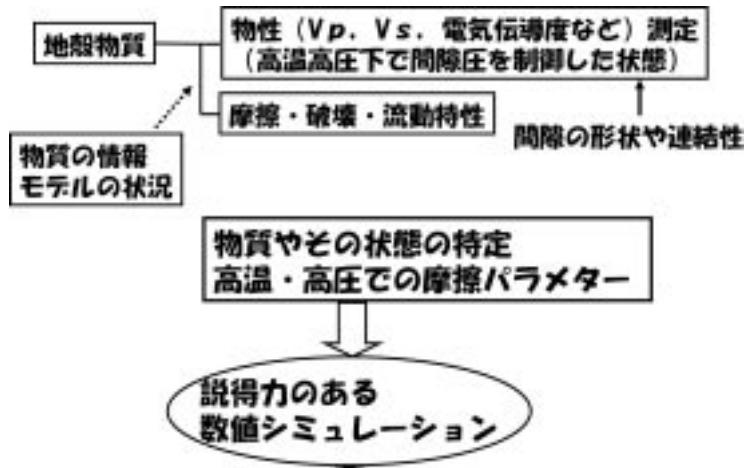 地殻物質
物性（Vp．Vs．電気伝導度など）測定
（高温高圧下で間隙圧を制御した状態）
摩擦・破壊・流動特性
間隙の形状や連結性
物質の情報
モデルの状況
物質やその状態の特定
高温・高圧での摩擦パラメター
説得力のある
数値シミュレーション